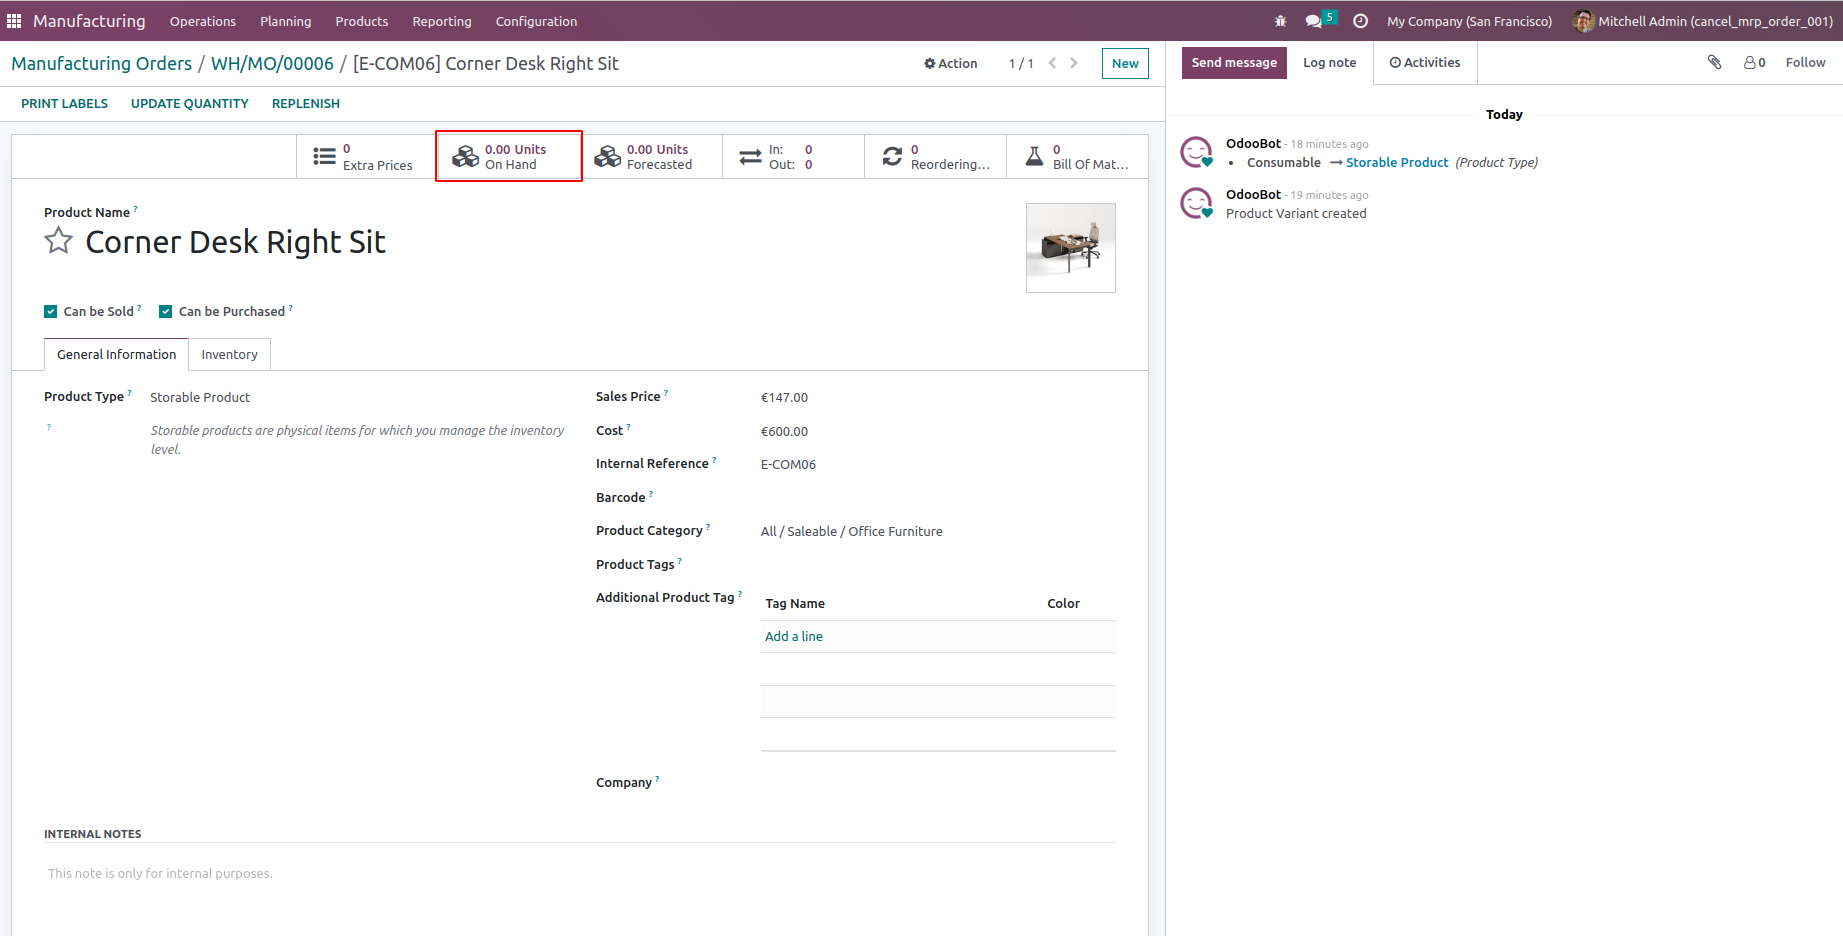 Manufacturing Operations Planning Products Reporting Configuration 5 My Company (San Francisco) Mitchell Admin (cancel_mrp_order_001)
Manufacturing Orders / WH/MO/00006 / [E-COM06] Corner Desk Right Sit Action 1 / 1 New
Send message Log note Activities 0 Follow
PRINT LABELS UPDATE QUANTITY REPLENISH
0 Extra Prices
0.00 Units On Hand
0.00 Units Forecasted
In: 0
Out: 0
0 Reordering...
0 Bill Of Mat...
Product Name ?
Corner Desk Right Sit
Can be Sold ? Can be Purchased ?
General Information Inventory
Product Type ? Storable Product
? Storable products are physical items for which you manage the inventory
level.
Sales Price ? €147.00
Cost ? €600.00
Internal Reference ? E-COM06
Barcode ?
Product Category ? All / Saleable / Office Furniture
Product Tags ?
Additional Product Tag ? Tag Name Color
Add a line
Company ?
INTERNAL NOTES
This note is only for internal purposes.
Today
OdooBot - 18 minutes ago
• Consumable → Storable Product (Product Type)
OdooBot - 19 minutes ago
Product Variant created